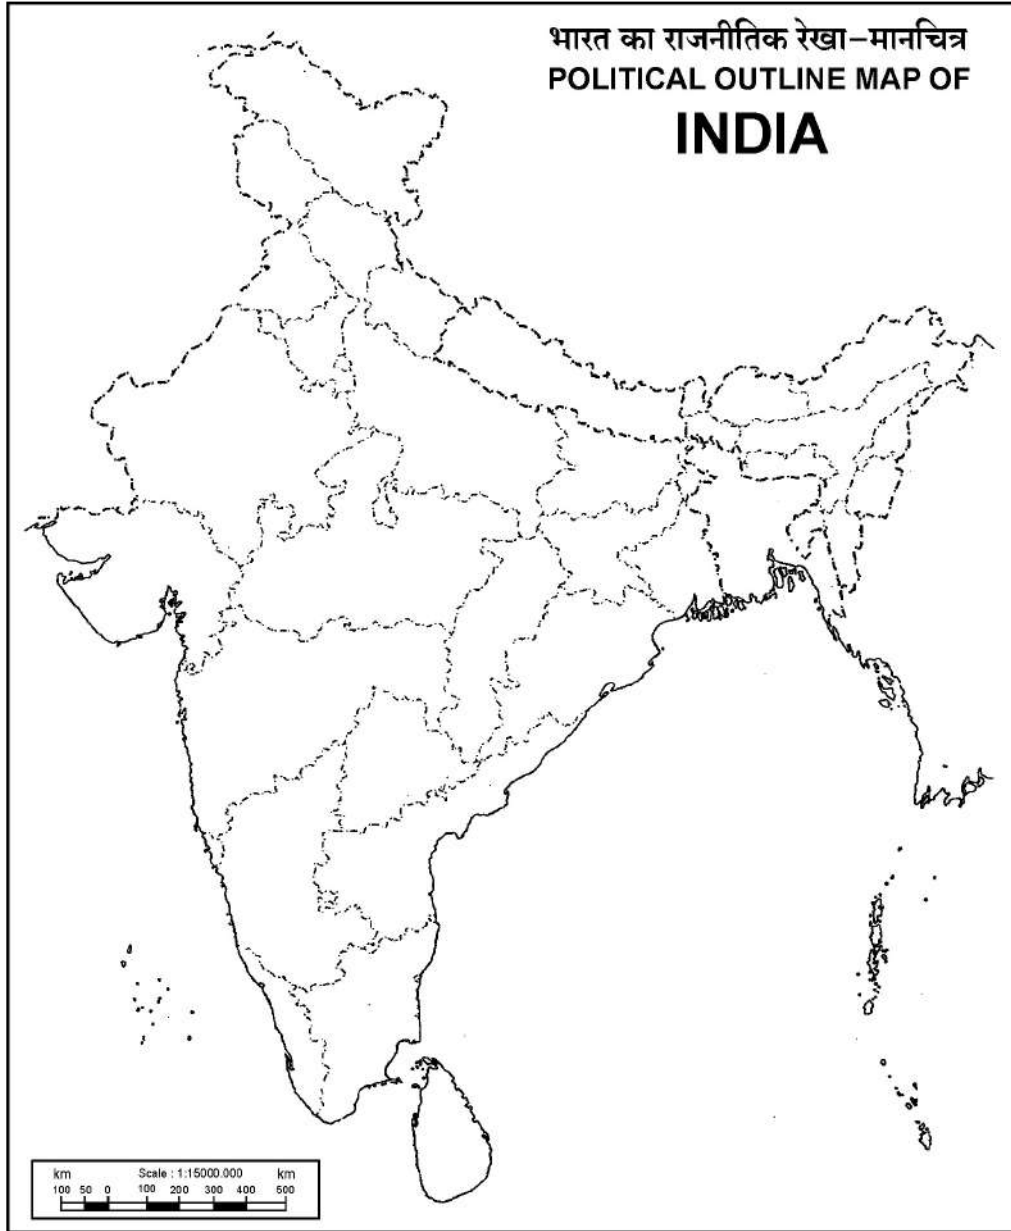 भारत का राजनीतिक रेखा-मानचित्र
POLITICAL OUTLINE MAP OF
INDIA
km Scale : 1:15000.000 km
100 50 0 100 200 300 400 500